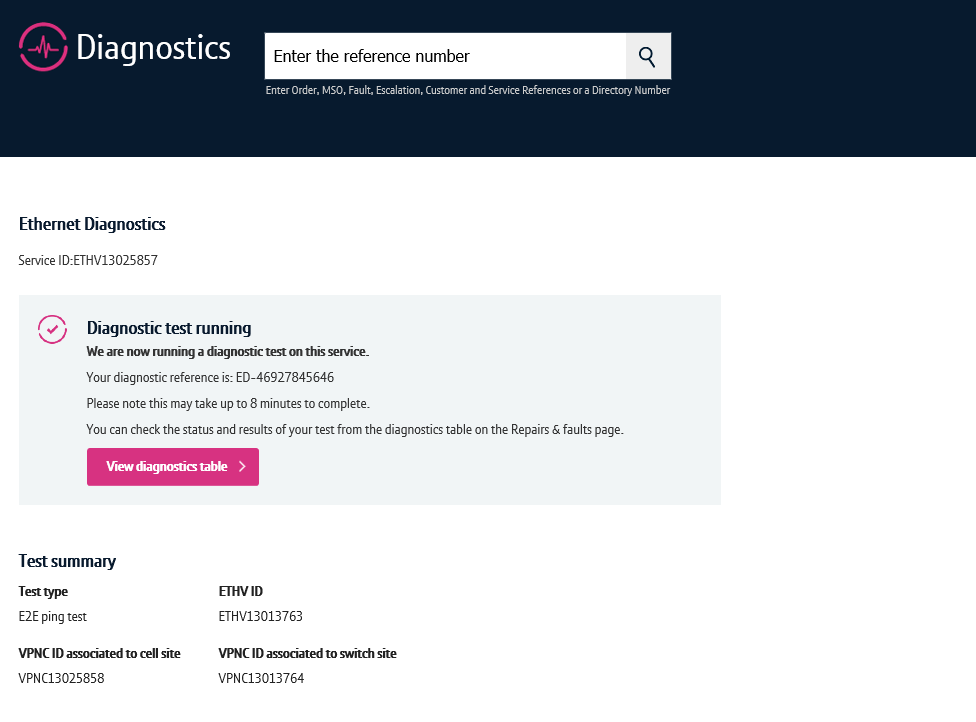 Diagnostics
Enter the reference number
Enter Order, MSO, Fault, Escalation, Customer and Service References or a Directory Number
Ethernet Diagnostics
Service ID:ETHV13025857
Diagnostic test running
We are now running a diagnostic test on this service.
Your diagnostic reference is: ED-46927845646
Please note this may take up to 8 minutes to complete.
You can check the status and results of your test from the diagnostics table on the Repairs & faults page.
View diagnostics table
Test summary
Test type ETHV ID
E2E ping test ETHV13013763
VPNC ID associated to cell site VPNC ID associated to switch site
VPNC13025858 VPNC13013764